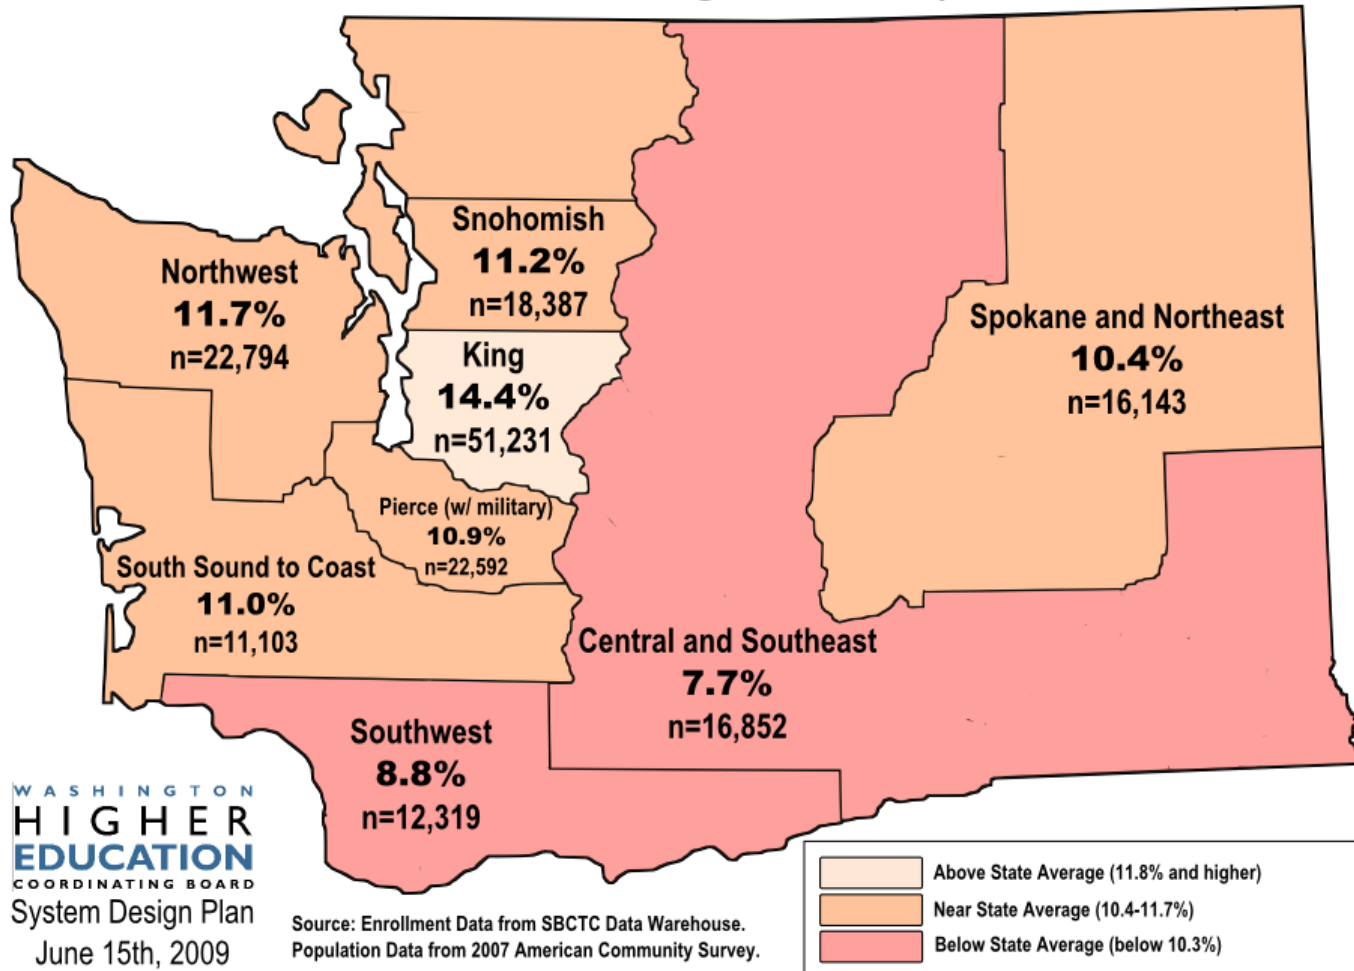 Snohomish
11.2%
n=18,387
Northwest
11.7%
n=22,794
King
14.4%
n=51,231
Spokane and Northeast
10.4%
n=16,143
Pierce (w/ military)
10.9%
n=22,592
South Sound to Coast
11.0%
n=11,103
Central and Southeast
7.7%
n=16,852
Southwest
8.8%
n=12,319
WASHINGTON
HIGHER
EDUCATION
COORDINATING BOARD
System Design Plan
June 15th, 2009
Source: Enrollment Data from SBCTC Data Warehouse.
Population Data from 2007 American Community Survey.
Above State Average (11.8% and higher)
Near State Average (10.4-11.7%)
Below State Average (below 10.3%)